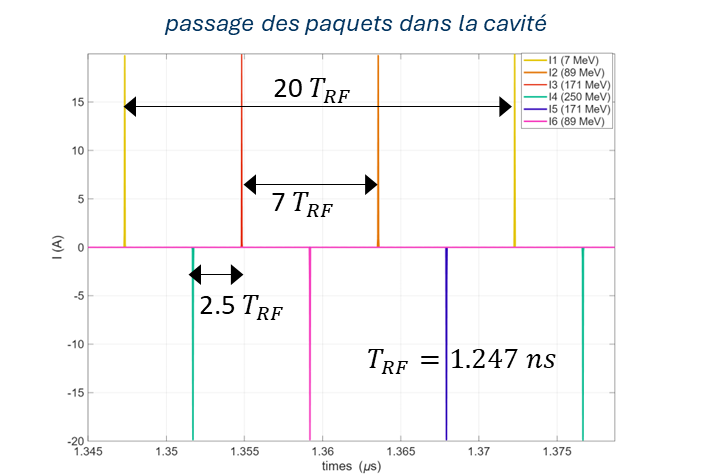 passage des paquets dans la cavité
I1 (7 MeV)
I2 (89 MeV)
I3 (171 MeV)
I4 (250 MeV)
I5 (171 MeV)
I6 (89 MeV)
20 T_RF
7 T_RF
2.5 T_RF
T_RF = 1.247 ns
I (A)
15
10
5
0
-5
-10
-15
-20
1.345
1.35
1.355
1.36
1.365
1.37
1.375
times (µs)